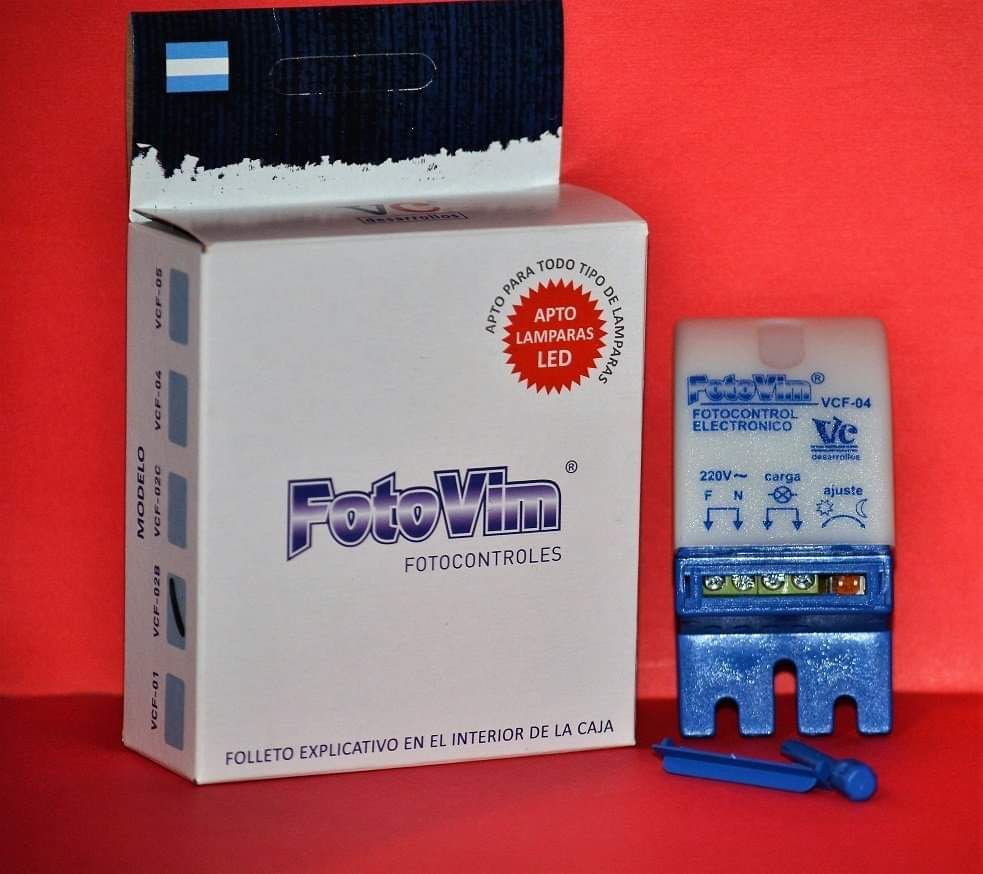 VC
desarrollos
APTO PARA TODO TIPO DE LAMPARAS
APTO
LAMPARAS
LED
FotoVim®
FOTOCONTROLES
FOLLETO EXPLICATIVO EN EL INTERIOR DE LA CAJA
MODELO
VCF-05
VCF-04
VCF-02C
VCF-02B
VCF-01
FotoVim®
VCF-04
FOTOCONTROL
ELECTRONICO
Vc
desarrollos
220V~ carga
F N
ajuste